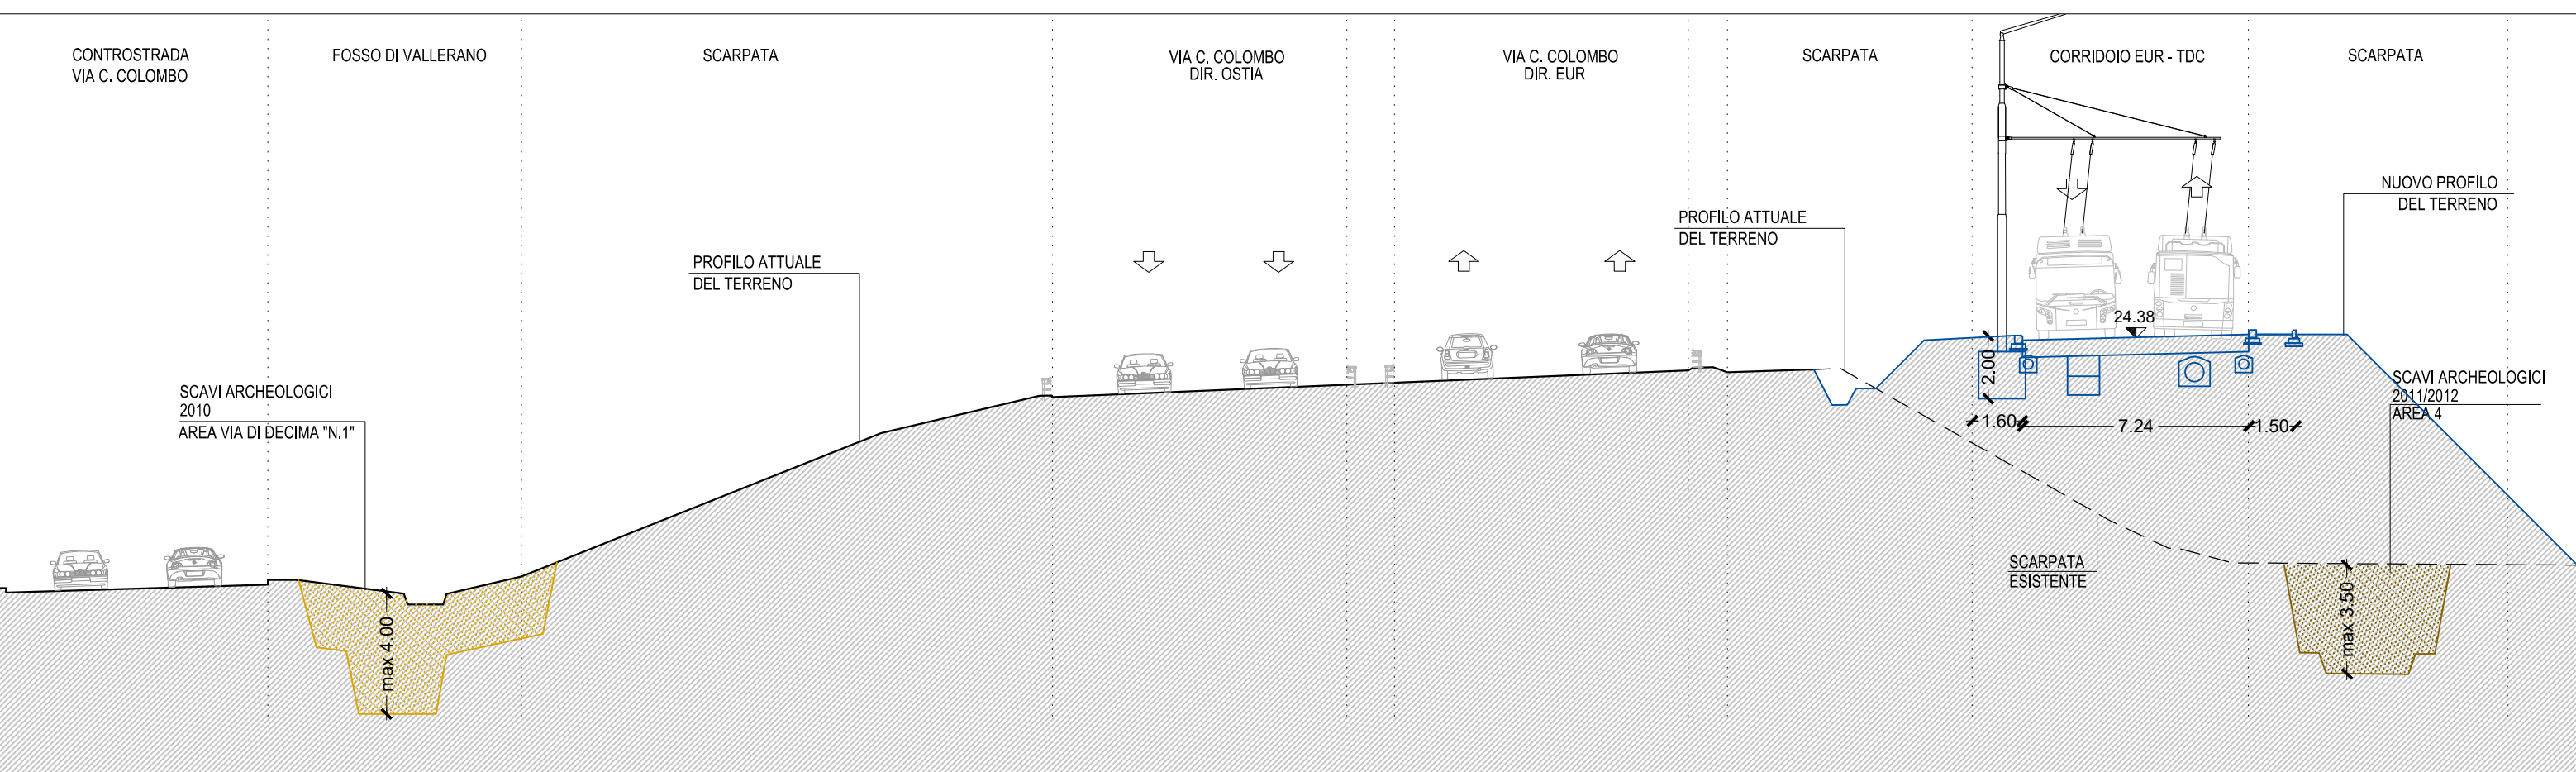 CONTROSTRADA
VIA C. COLOMBO
FOSSO DI VALLERANO
SCARPATA
VIA C. COLOMBO
DIR. OSTIA
VIA C. COLOMBO
DIR. EUR
SCARPATA
CORRIDOIO EUR - TDC
SCARPATA
NUOVO PROFILO
DEL TERRENO
PROFILO ATTUALE
DEL TERRENO
PROFILO ATTUALE
DEL TERRENO
24.38
2.00
SCAVI ARCHEOLOGICI
2010
AREA VIA DI DECIMA "N.1"
SCAVI ARCHEOLOGICI
2011/2012
AREA 4
1.60
7.24
1.50
SCARPATA
ESISTENTE
max 4.00
max 3.50